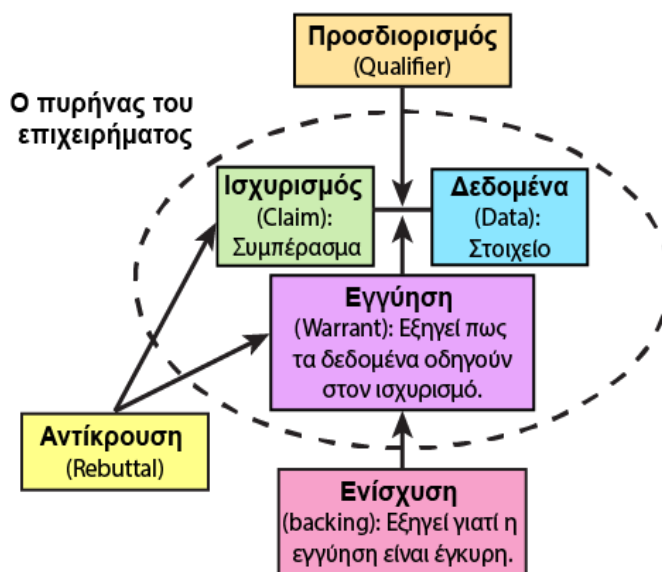 Προσδιορισμός
(Qualifier)
Ο πυρήνας του
επιχειρήματος
Ισχυρισμός
(Claim):
Συμπέρασμα
Δεδομένα
(Data):
Στοιχείο
Εγγύηση
(Warrant): Εξηγεί πως
τα δεδομένα οδηγούν
στον ισχυρισμό.
Αντίκρουση
(Rebuttal)
Ενίσχυση
(backing): Εξηγεί γιατί η
εγγύηση είναι έγκυρη.